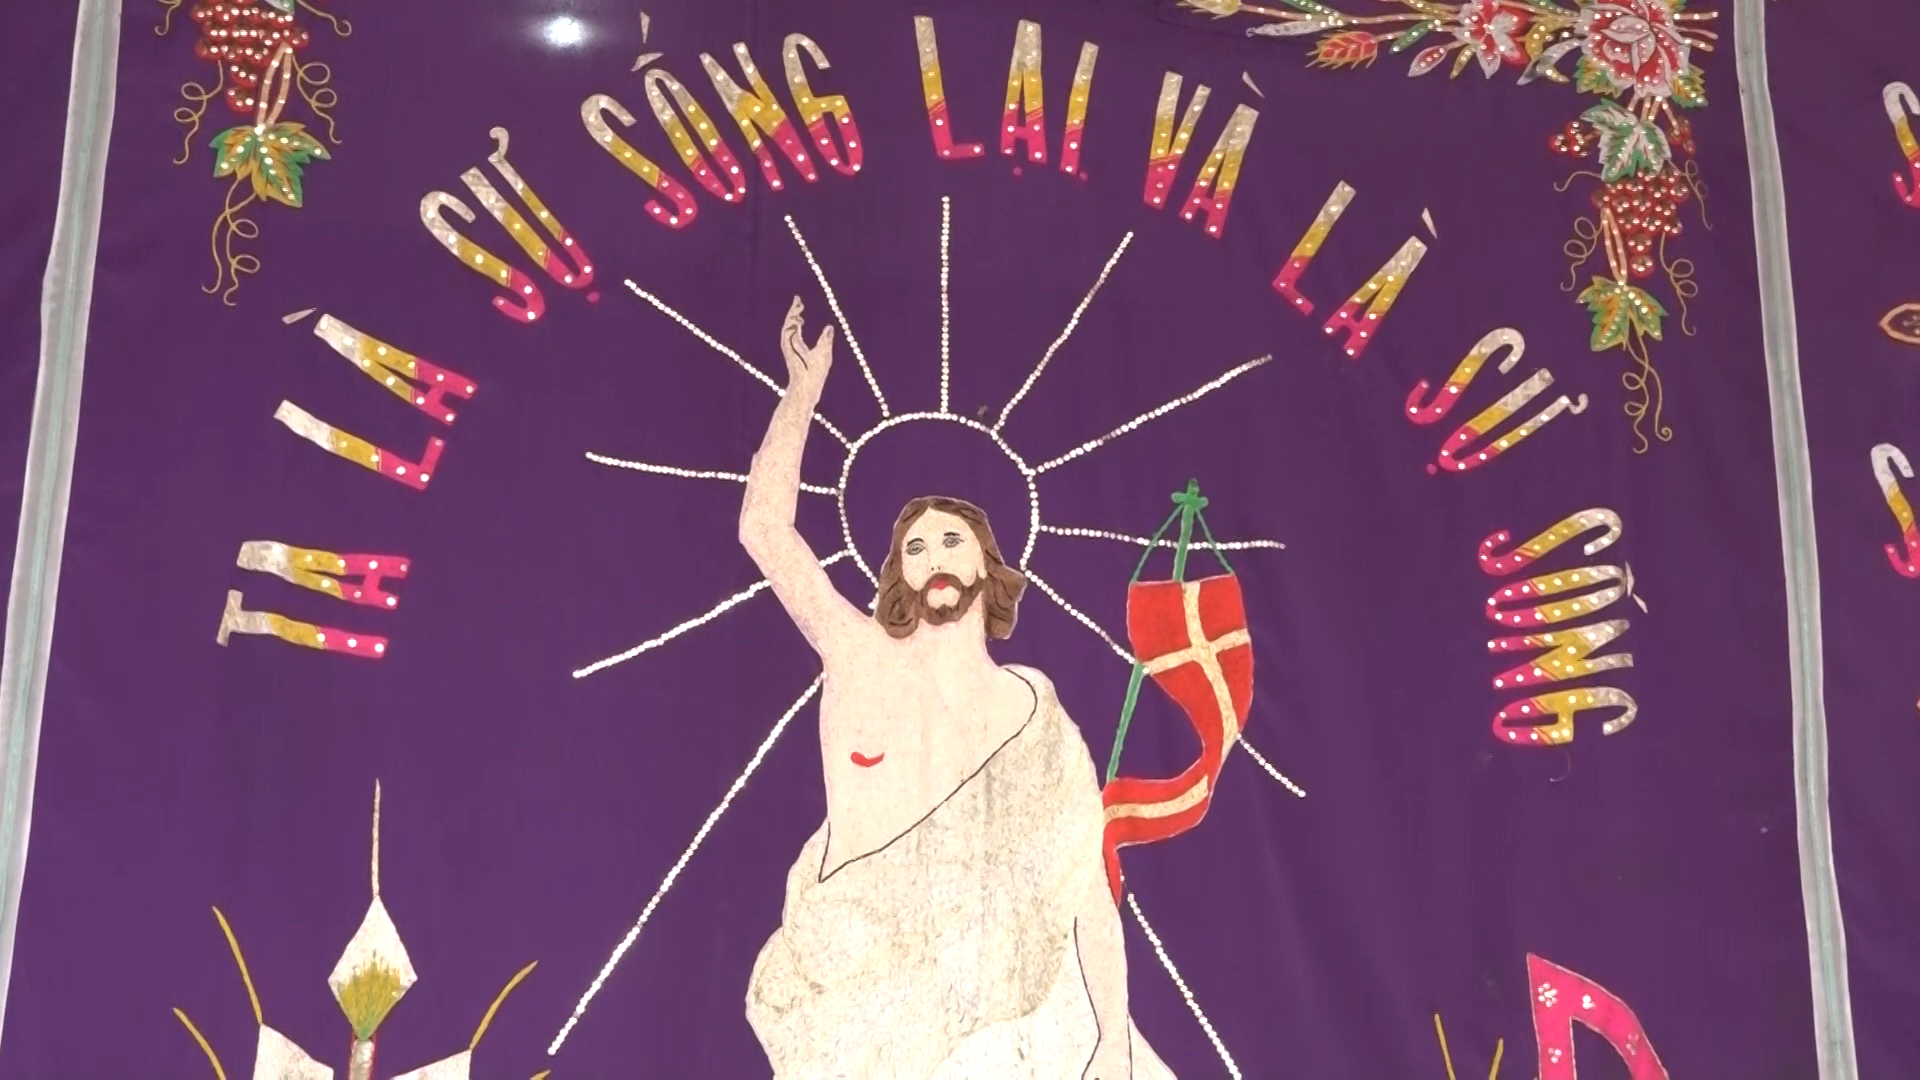 TA LÀ SỰ SỐNG LẠI VÀ LÀ SỰ SỐNG